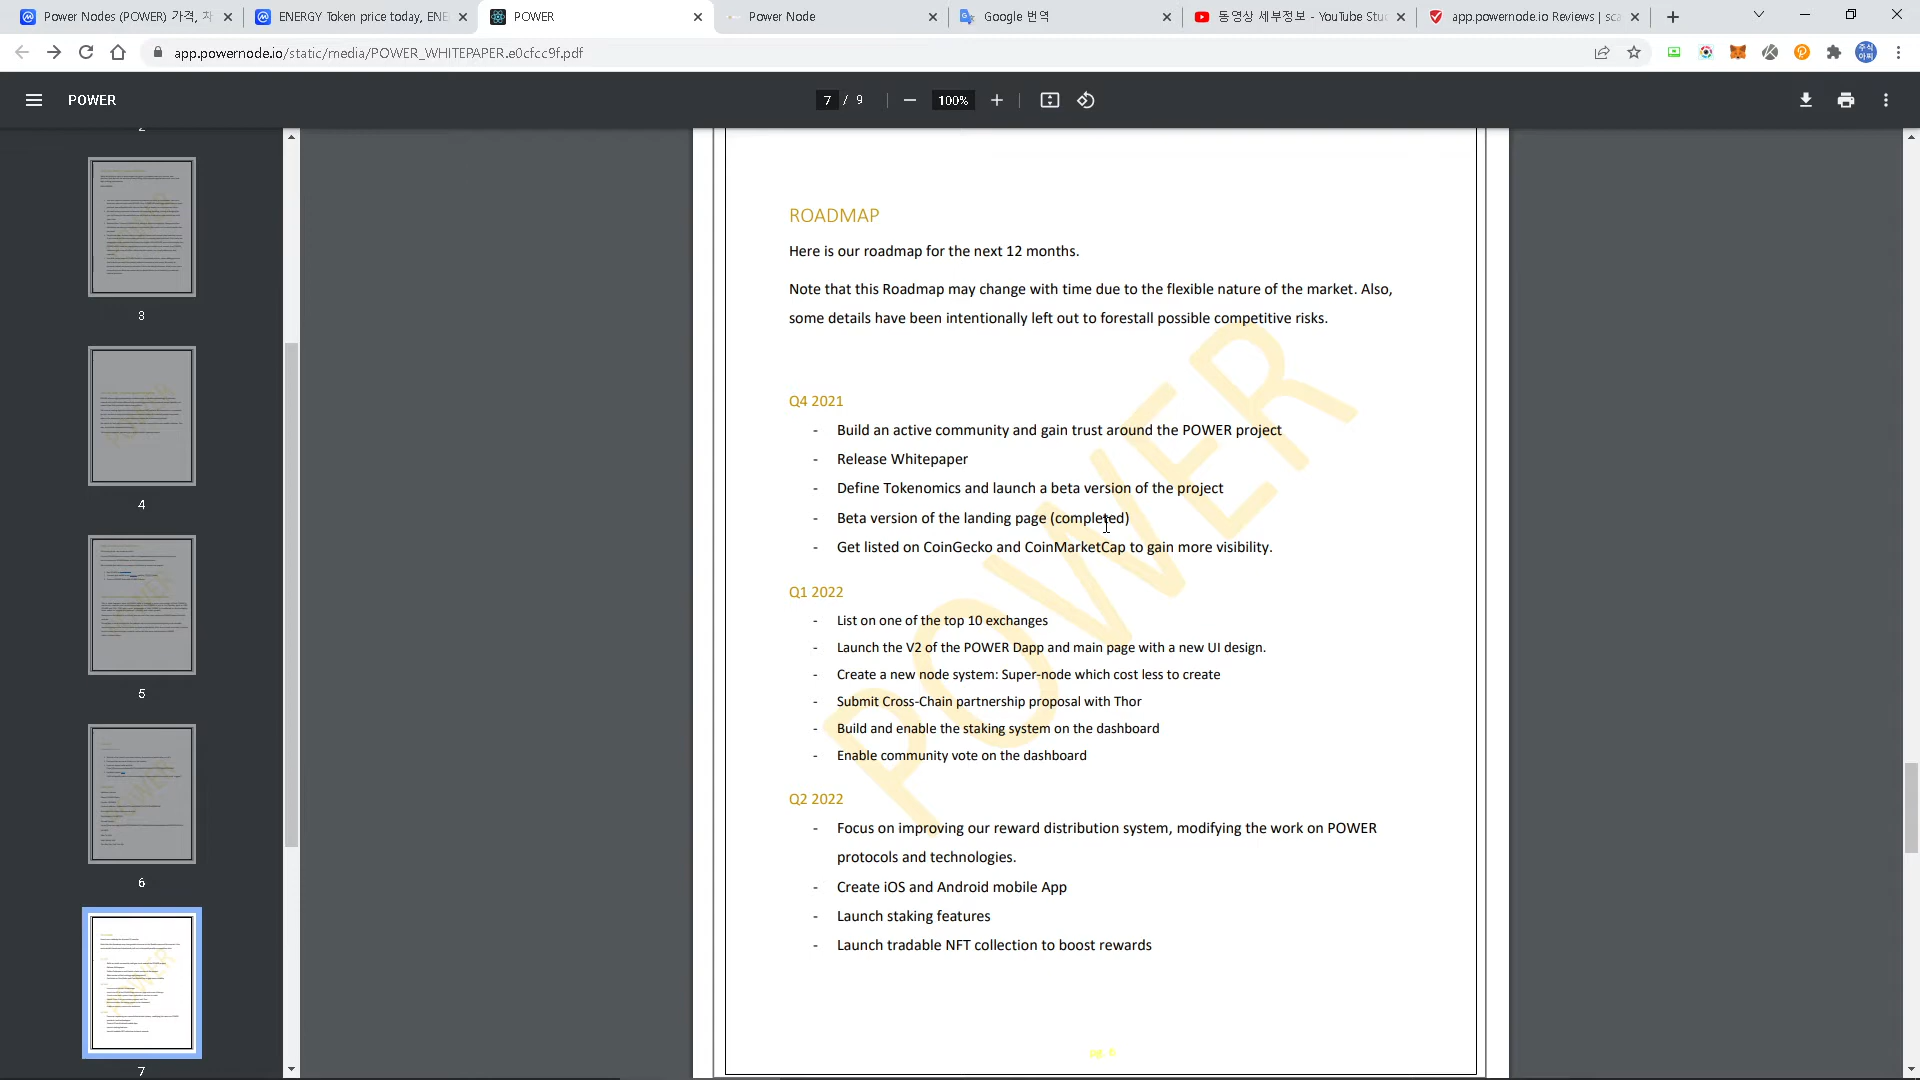 Power Nodes (POWER) 가격, 차
ENERGY Token price today, ENE
POWER
Power Node
Google 번역
동영상 세부정보 - YouTube Stu
app.powernode.io Reviews | sca
app.powernode.io/static/media/POWER_WHITEPAPER.e0cfcc9f.pdf
주식
아찌
POWER
7 / 9
100%
2
3
4
5
6
7
ROADMAP
Here is our roadmap for the next 12 months.
Note that this Roadmap may change with time due to the flexible nature of the market. Also,
some details have been intentionally left out to forestall possible competitive risks.
Q4 2021
- Build an active community and gain trust around the POWER project
- Release Whitepaper
- Define Tokenomics and launch a beta version of the project
- Beta version of the landing page (completed)
- Get listed on CoinGecko and CoinMarketCap to gain more visibility.
Q1 2022
- List on one of the top 10 exchanges
- Launch the V2 of the POWER Dapp and main page with a new UI design.
- Create a new node system: Super-node which cost less to create
- Submit Cross-Chain partnership proposal with Thor
- Build and enable the staking system on the dashboard
- Enable community vote on the dashboard
Q2 2022
- Focus on improving our reward distribution system, modifying the work on POWER
protocols and technologies.
- Create iOS and Android mobile App
- Launch staking features
- Launch tradable NFT collection to boost rewards
POWER
pg. 6